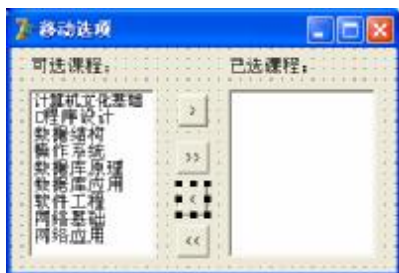 移动选项
可选课程：
已选课程：
计算机文化基础
C程序设计
数据结构
操作系统
数据库原理
数据库应用
软件工程
网络基础
网络应用
>
>>
<
<<